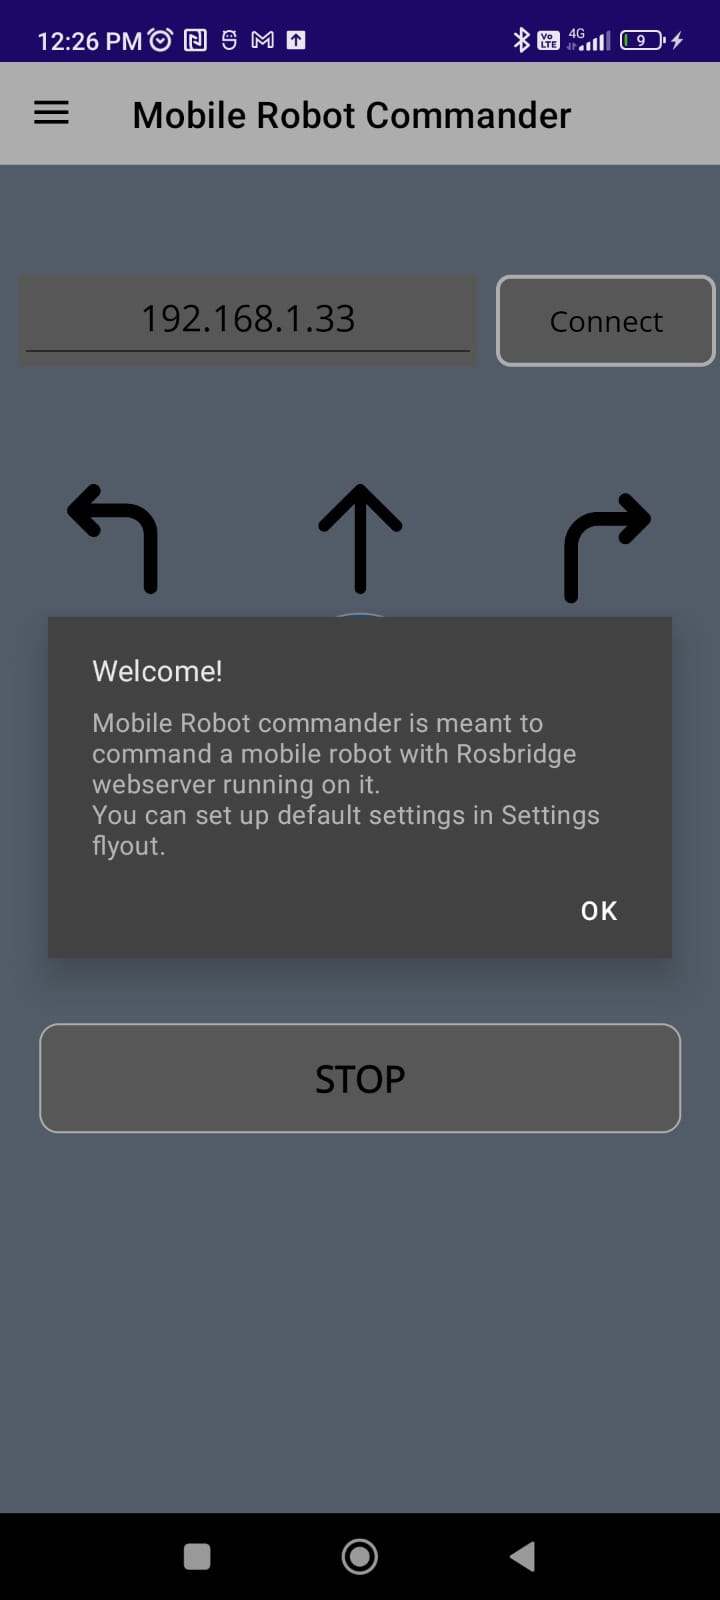 12:26 PM
Vo LTE 4G 9
Mobile Robot Commander
192.168.1.33
Connect
Welcome!
Mobile Robot commander is meant to
command a mobile robot with Rosbridge
webserver running on it.
You can set up default settings in Settings
flyout.
OK
STOP